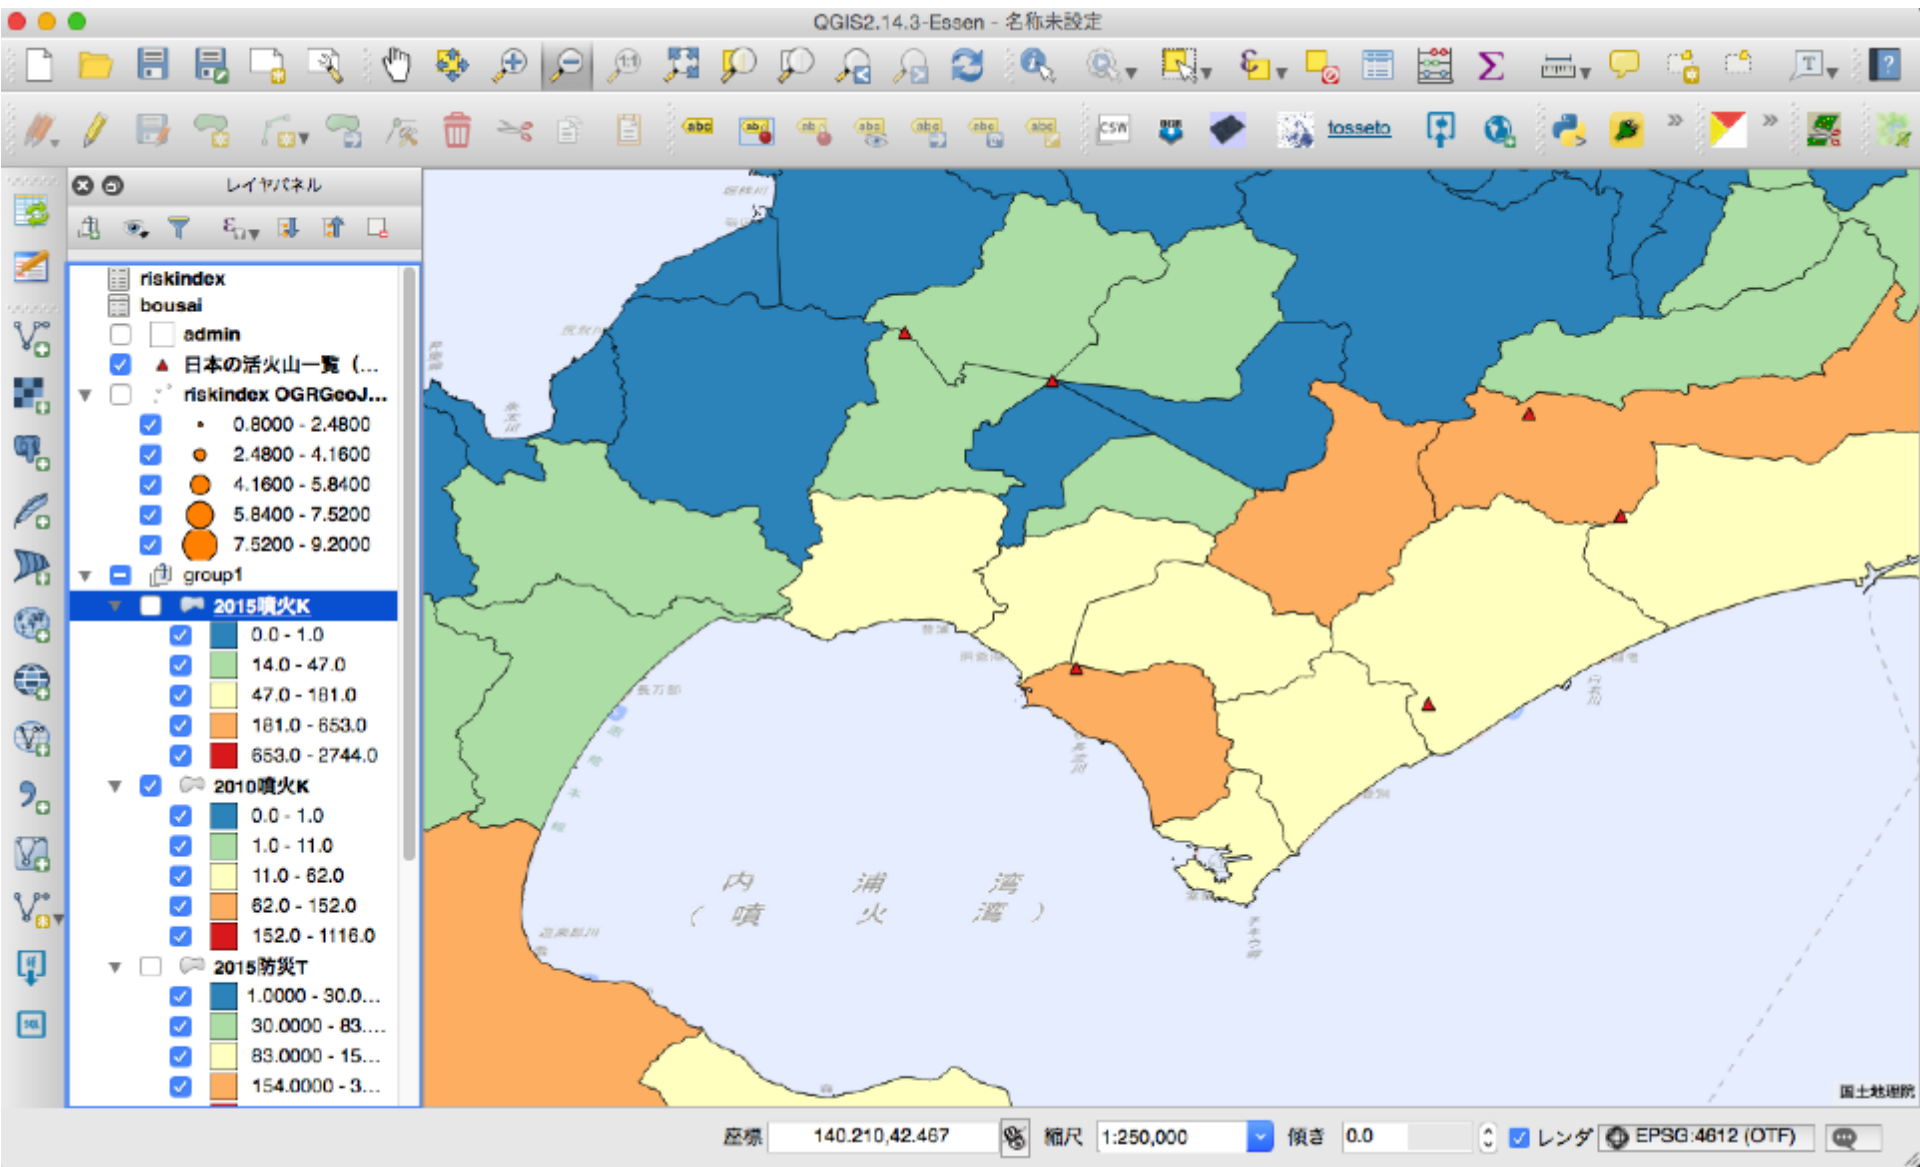 QGIS2.14.3-Essen - 名称未設定
1:1
T
?
abc
CSW
tosseto
»
»
レイヤパネル
riskindex
bousai
admin
日本の活火山一覧（...
riskindex OGRGeoJ...
0.8000 - 2.4800
2.4800 - 4.1600
4.1600 - 5.8400
5.8400 - 7.5200
7.5200 - 9.2000
group1
2015噴火K
0.0 - 1.0
14.0 - 47.0
47.0 - 181.0
181.0 - 653.0
653.0 - 2744.0
2010噴火K
0.0 - 1.0
1.0 - 11.0
11.0 - 62.0
62.0 - 152.0
152.0 - 1116.0
2015防災T
1.0000 - 30.0...
30.0000 - 83....
83.0000 - 15...
154.0000 - 3...
SQL
長万部
内浦湾
（噴火湾）
国土地理院
座標 140.210,42.467 縮尺 1:250,000 傾き 0.0 レンダ EPSG:4612 (OTF)